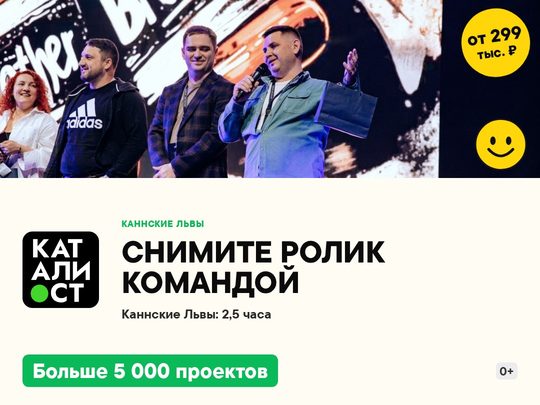 other
от 299
тыс. ₽
adidas
КАННСКИЕ ЛЬВЫ
КАТ
АЛИ
СТ
СНИМИТЕ РОЛИК
КОМАНДОЙ
Каннские Львы: 2,5 часа
Больше 5 000 проектов
0+